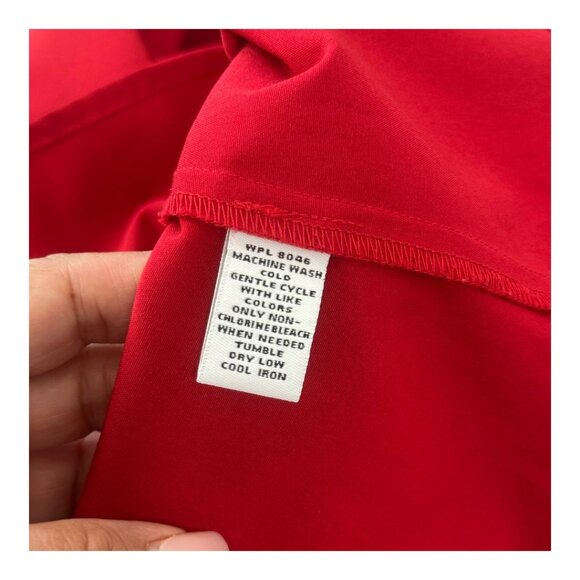 WPL 8046
MACHINE WASH
COLD
GENTLE CYCLE
WITH LIKE
COLORS
ONLY NON-
CHLORINE BLEACH
WHEN NEEDED
TUMBLE
DRY LOW
COOL IRON